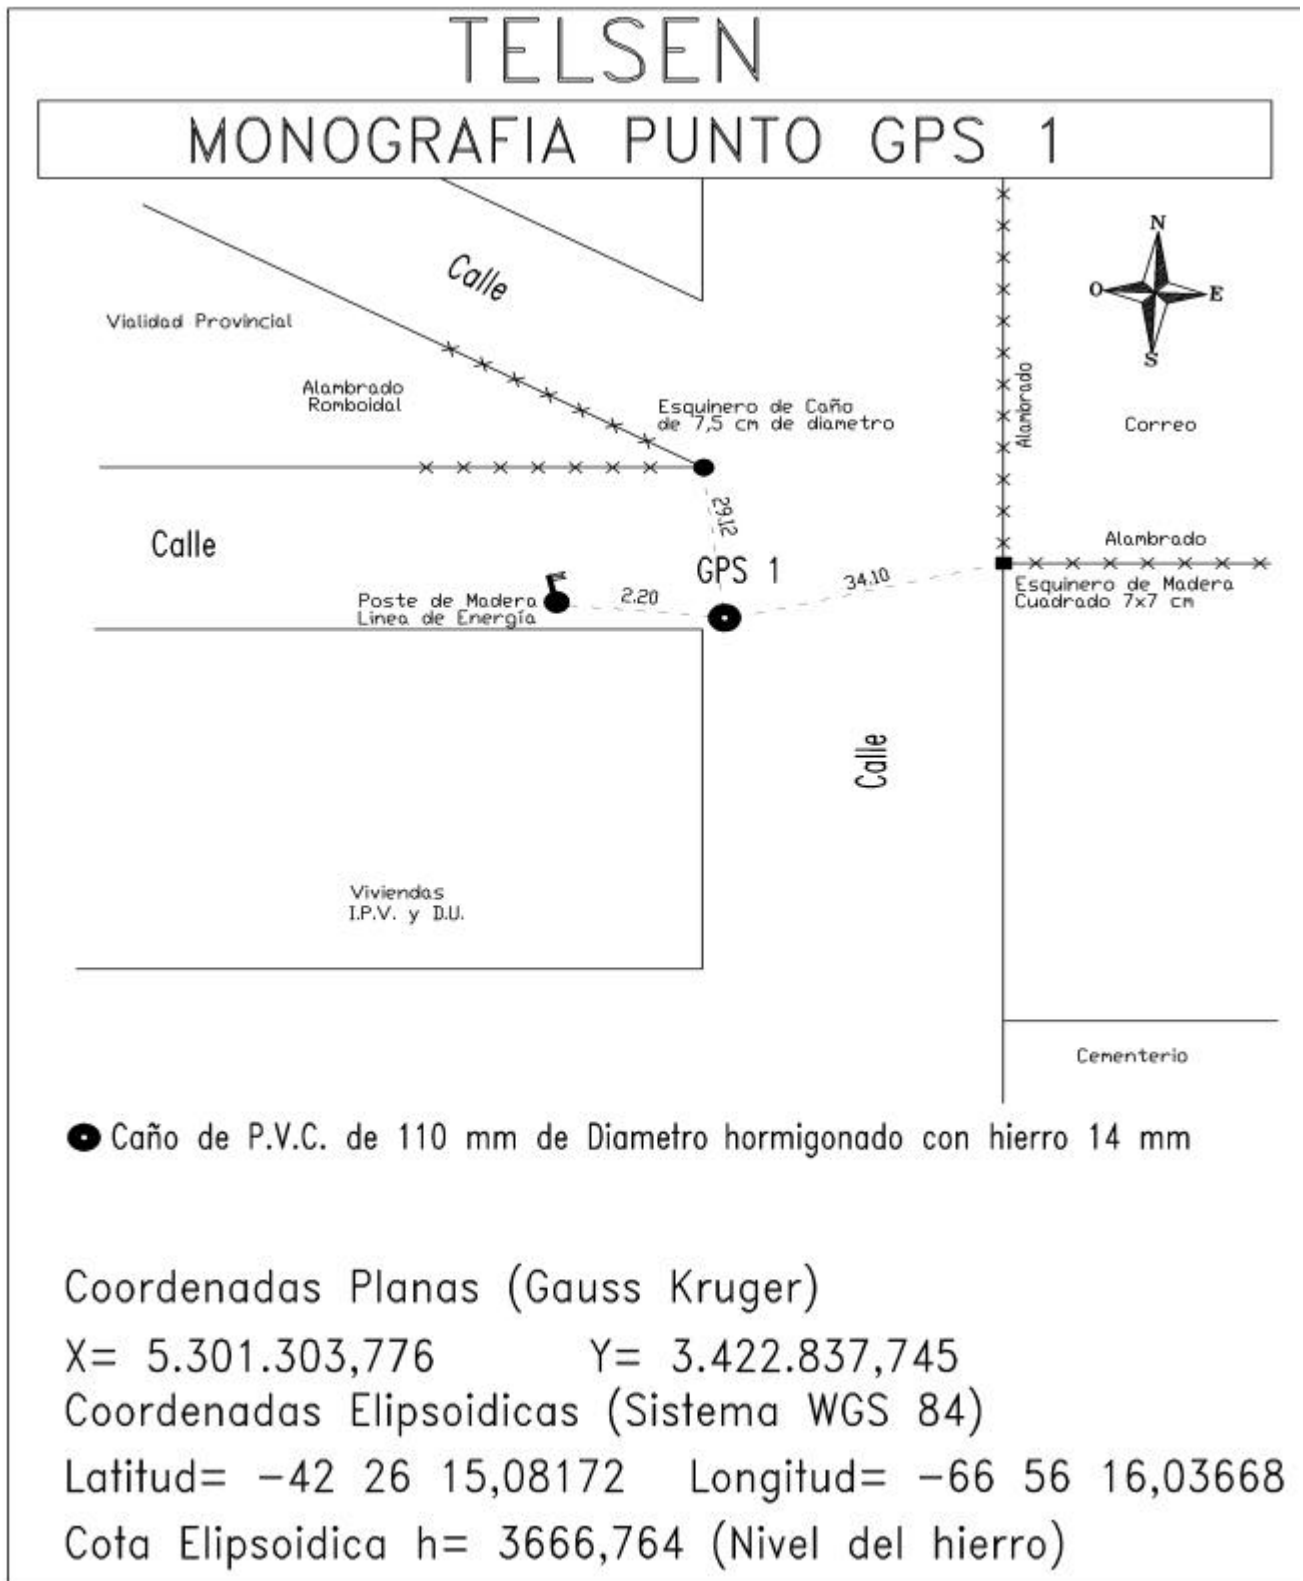 TELSEN
MONOGRAFIA PUNTO GPS 1
N
O
E
S
Calle
Vialidad Provincial
Alambrado
Romboidal
Esquinero de Caño
de 7,5 cm de diametro
Alambrado
Correo
29.12
Calle
GPS 1
34.10
Alambrado
Esquinero de Madera
Cuadrado 7x7 cm
Poste de Madera
Linea de Energía
2.20
Calle
Viviendas
I.P.V. y D.U.
Cementerio
Caño de P.V.C. de 110 mm de Diametro hormigonado con hierro 14 mm
Coordenadas Planas (Gauss Kruger)
X= 5.301.303,776 Y= 3.422.837,745
Coordenadas Elipsoidicas (Sistema WGS 84)
Latitud= -42 26 15,08172 Longitud= -66 56 16,03668
Cota Elipsoidica h= 3666,764 (Nivel del hierro)